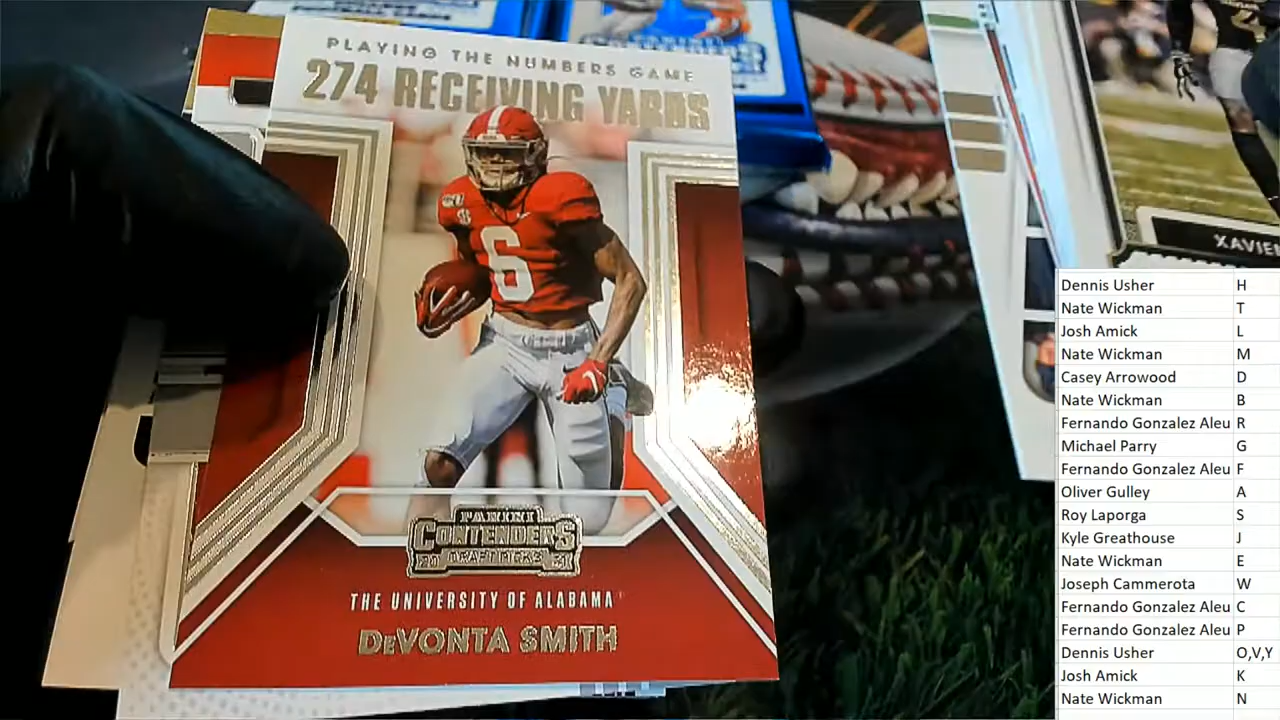 PLAYING THE NUMBERS GAME
274 RECEIVING YARDS
6
PANINI
CONTENDERS
20 DRAFT PICKS 21
THE UNIVERSITY OF ALABAMA
DEVONTA SMITH
XAVIE
Dennis Usher H
Nate Wickman T
Josh Amick L
Nate Wickman M
Casey Arrowood D
Nate Wickman B
Fernando Gonzalez Aleu R
Michael Parry G
Fernando Gonzalez Aleu F
Oliver Gulley A
Roy Laporga S
Kyle Greathouse J
Nate Wickman E
Joseph Cammerota W
Fernando Gonzalez Aleu C
Fernando Gonzalez Aleu P
Dennis Usher O,V,Y
Josh Amick K
Nate Wickman N